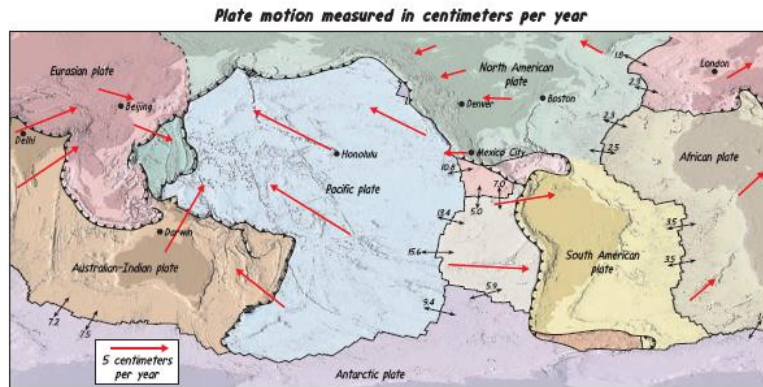 Plate motion measured in centimeters per year
Eurasian plate
Beijing
Delhi
North American plate
Denver
Boston
London
1.8
2.3
2.3
2.5
Honolulu
Mexico City
Pacific plate
10.6
7.0
5.0
African plate
Darwin
Australian-Indian plate
13.4
15.6
5.9
9.4
South American plate
3.5
3.5
7.2
7.5
5 centimeters
per year
Antarctic plate